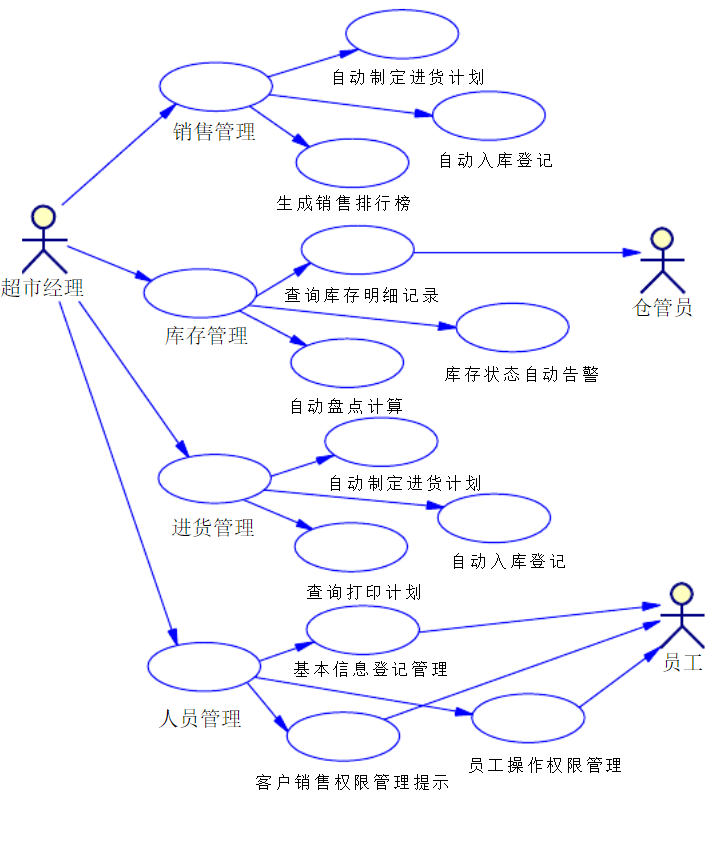 自动制定进货计划
销售管理
自动入库登记
生成销售排行榜
超市经理
查询库存明细记录
仓管员
库存管理
库存状态自动告警
自动盘点计算
自动制定进货计划
进货管理
自动入库登记
查询打印计划
基本信息登记管理
员工
人员管理
员工操作权限管理
客户销售权限管理提示